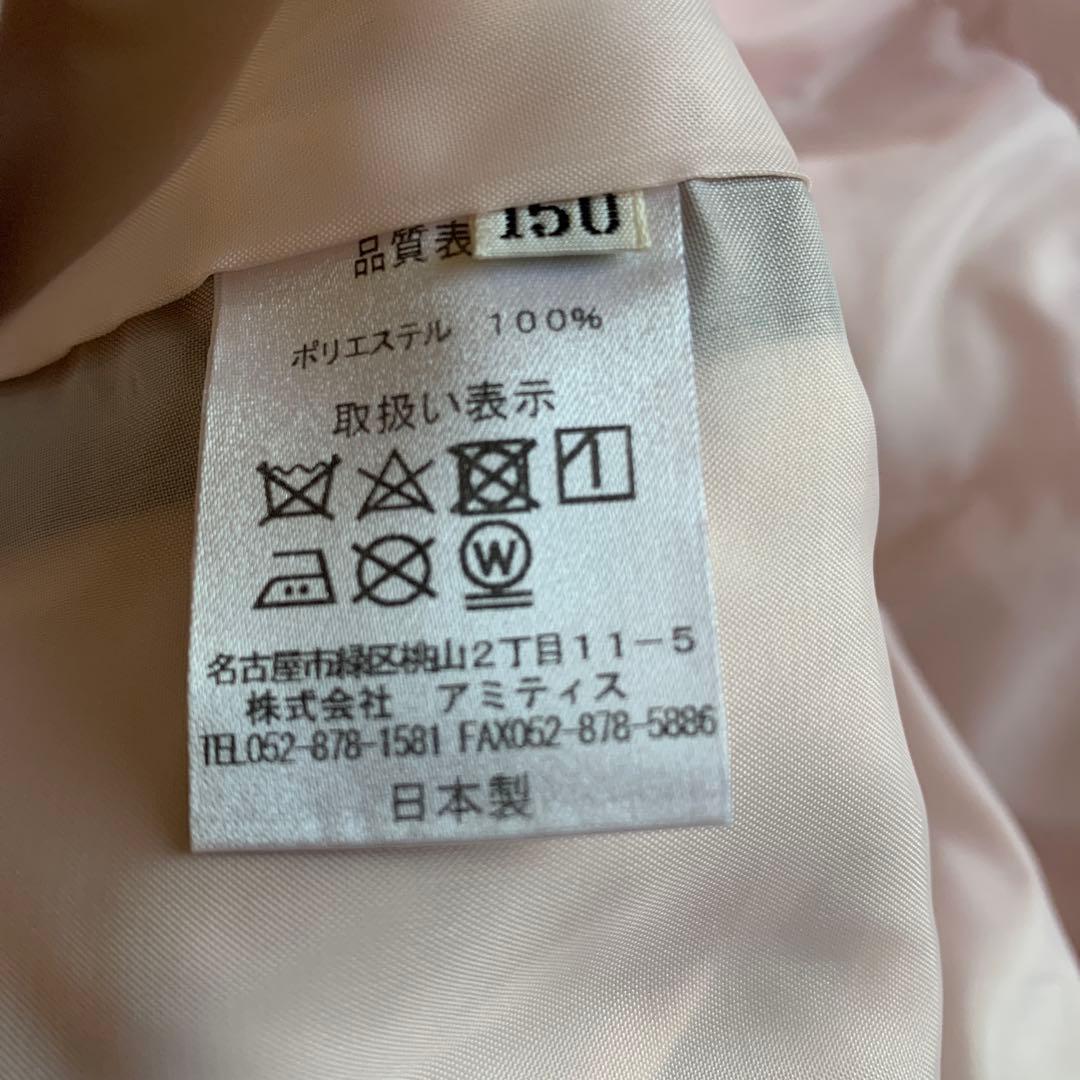 150
品質表
ポリエステル 100%
取扱い表示
W
名古屋市緑区桃山2丁目11-5
株式会社 アミティス
TEL052-878-1581 FAX052-878-5886
日本製